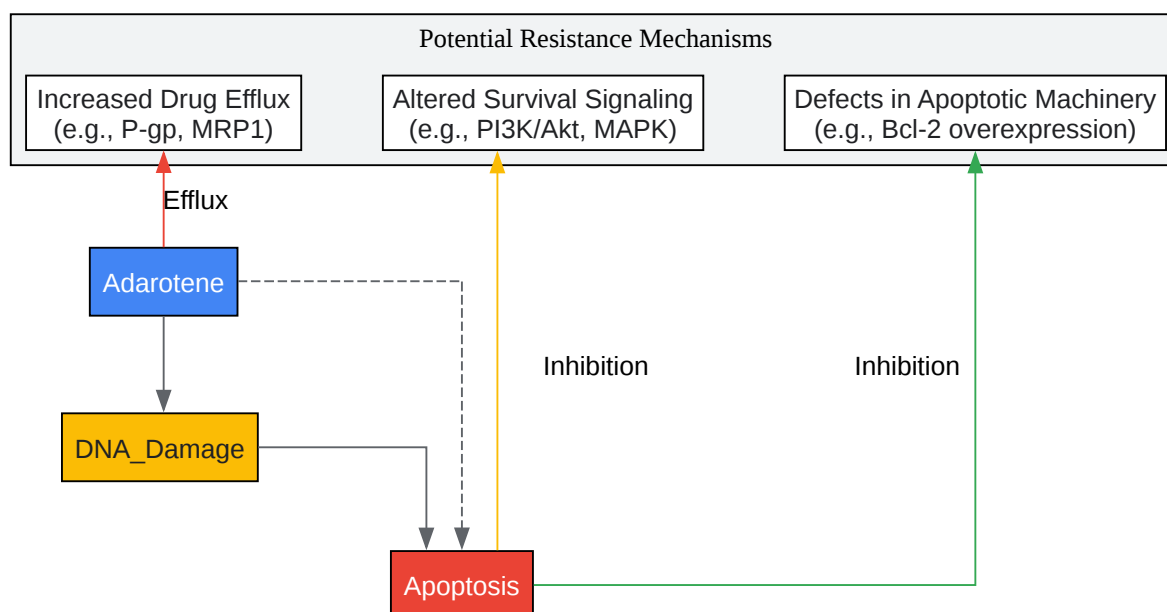 Potential Resistance Mechanisms
Increased Drug Efflux
(e.g., P-gp, MRP1)
Altered Survival Signaling
(e.g., PI3K/Akt, MAPK)
Defects in Apoptotic Machinery
(e.g., Bcl-2 overexpression)
Efflux
Adarotene
Inhibition
Inhibition
DNA_Damage
Apoptosis